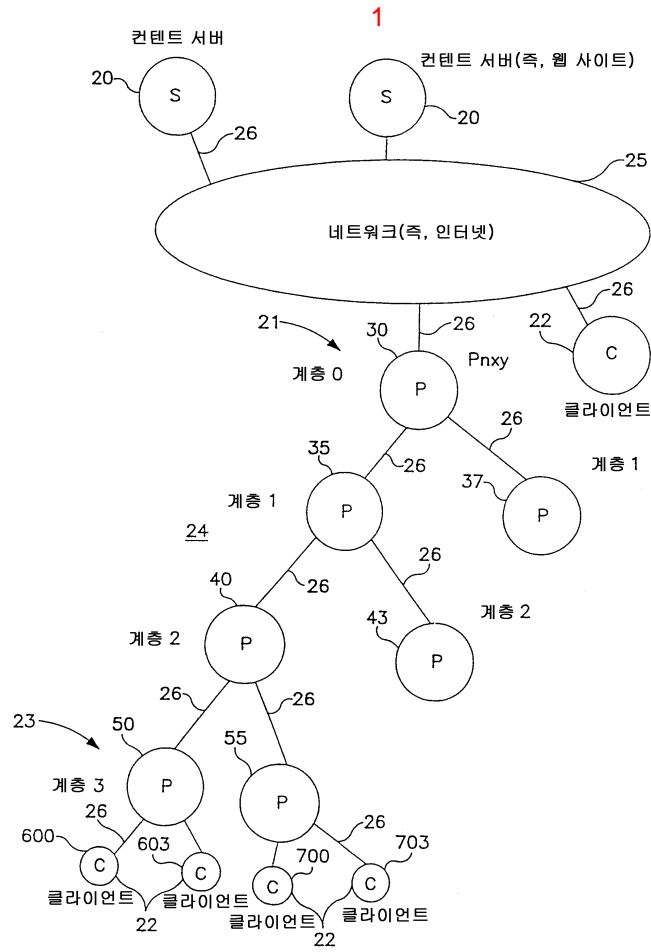 1
컨텐트 서버
컨텐트 서버(즉, 웹 사이트)
20
S
S
20
26
25
네트워크(즉, 인터넷)
21
30
26
26
22
계층 0
P
Pnxy
C
클라이언트
35
26
26
계층 1
계층 1
P
37
P
24
26
26
40
계층 2
P
43
계층 2
P
26
26
23
50
55
계층 3
P
P
26
26
600
603
700
703
C
C
C
C
클라이언트
클라이언트
클라이언트
클라이언트
22
22